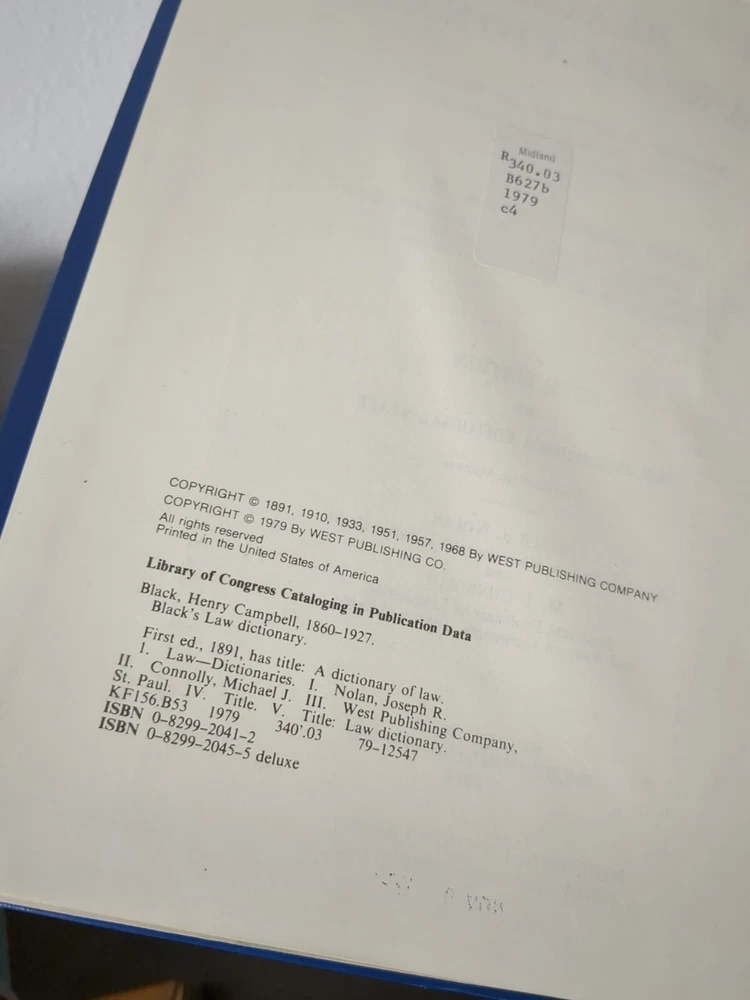 Midland
R340.03
B627b
1979
c4
COPYRIGHT © 1891, 1910, 1933, 1951, 1957, 1968 By WEST PUBLISHING COMPANY
COPYRIGHT © 1979 By WEST PUBLISHING CO.
All rights reserved
Printed in the United States of America
Library of Congress Cataloging in Publication Data
Black, Henry Campbell, 1860–1927.
Black's Law dictionary.
First ed., 1891, has title: A dictionary of law.
1. Law—Dictionaries. I. Nolan, Joseph R.
II. Connolly, Michael J. III. West Publishing Company,
St. Paul. IV. Title. V. Title: Law dictionary.
KF156.B53 1979 340'.03 79–12547
ISBN 0–8299–2041–2
ISBN 0–8299–2045–5 deluxe